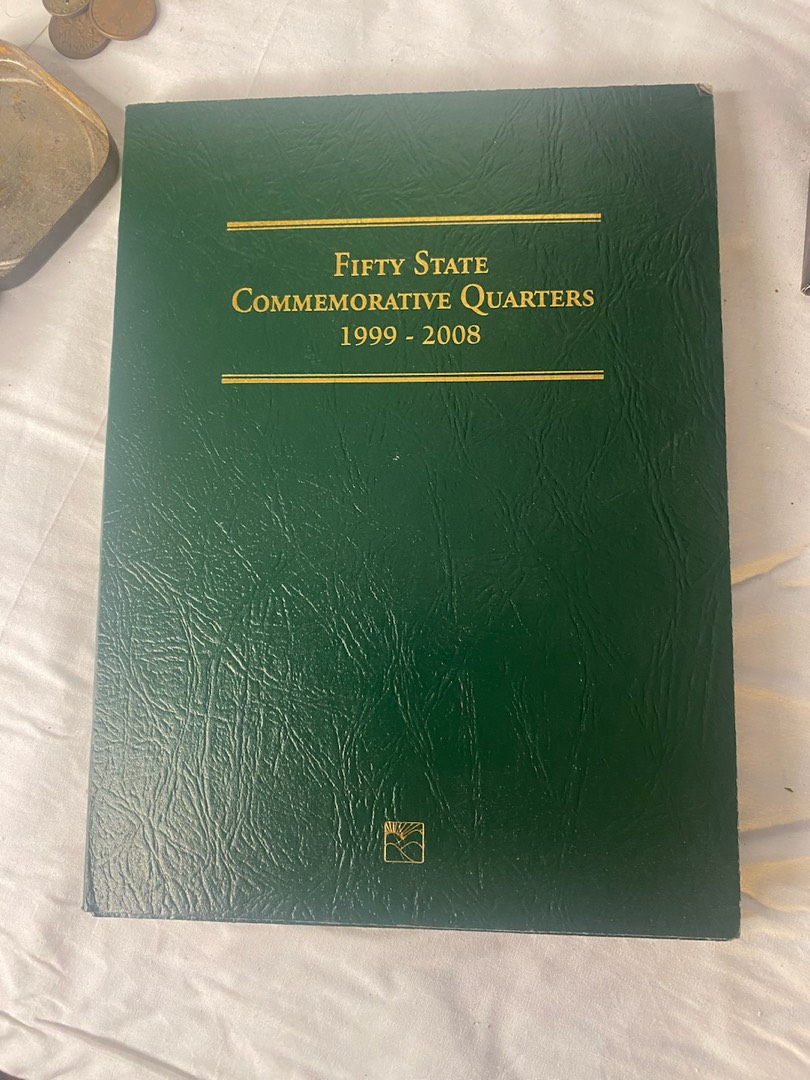 Fifty State
Commemorative Quarters
1999 - 2008